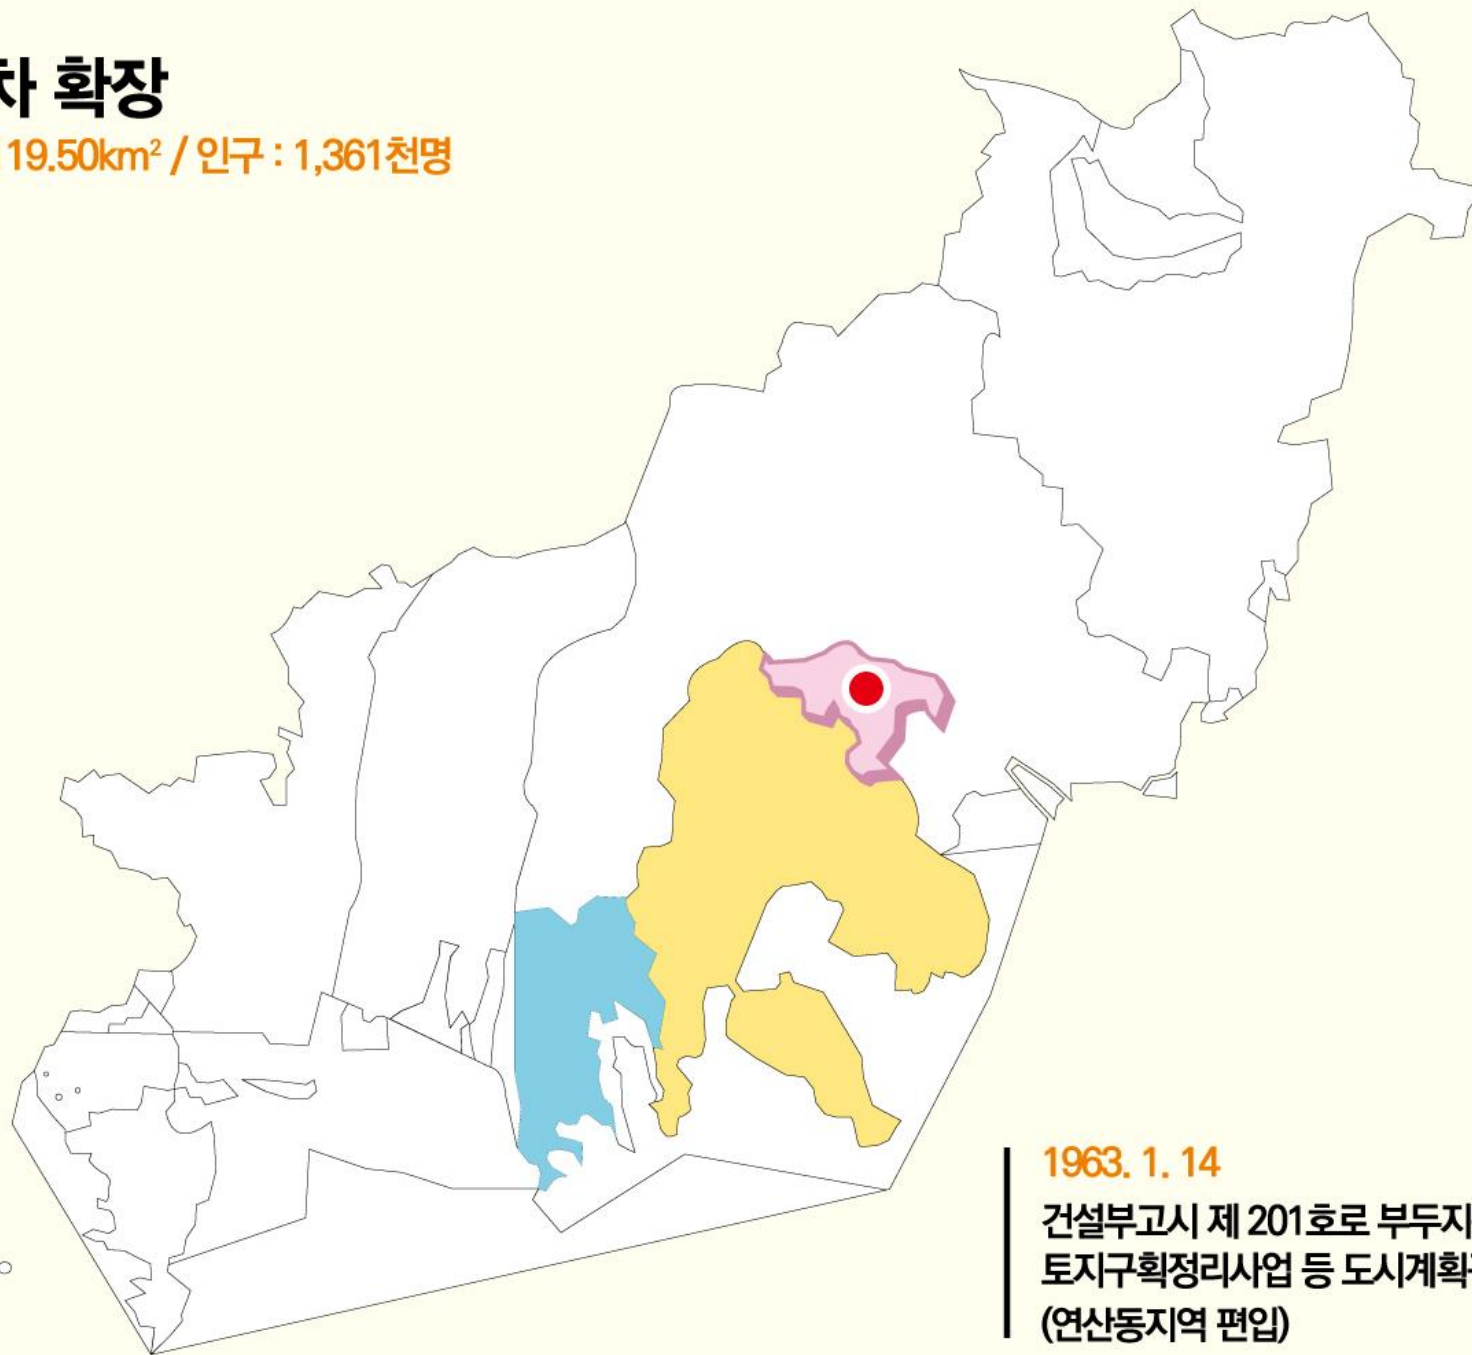 차 확장
19.50km² / 인구 : 1,361천명
1963. 1. 14
건설부고시 제 201호로 부두지
토지구획정리사업 등 도시계획
(연산동지역 편입)